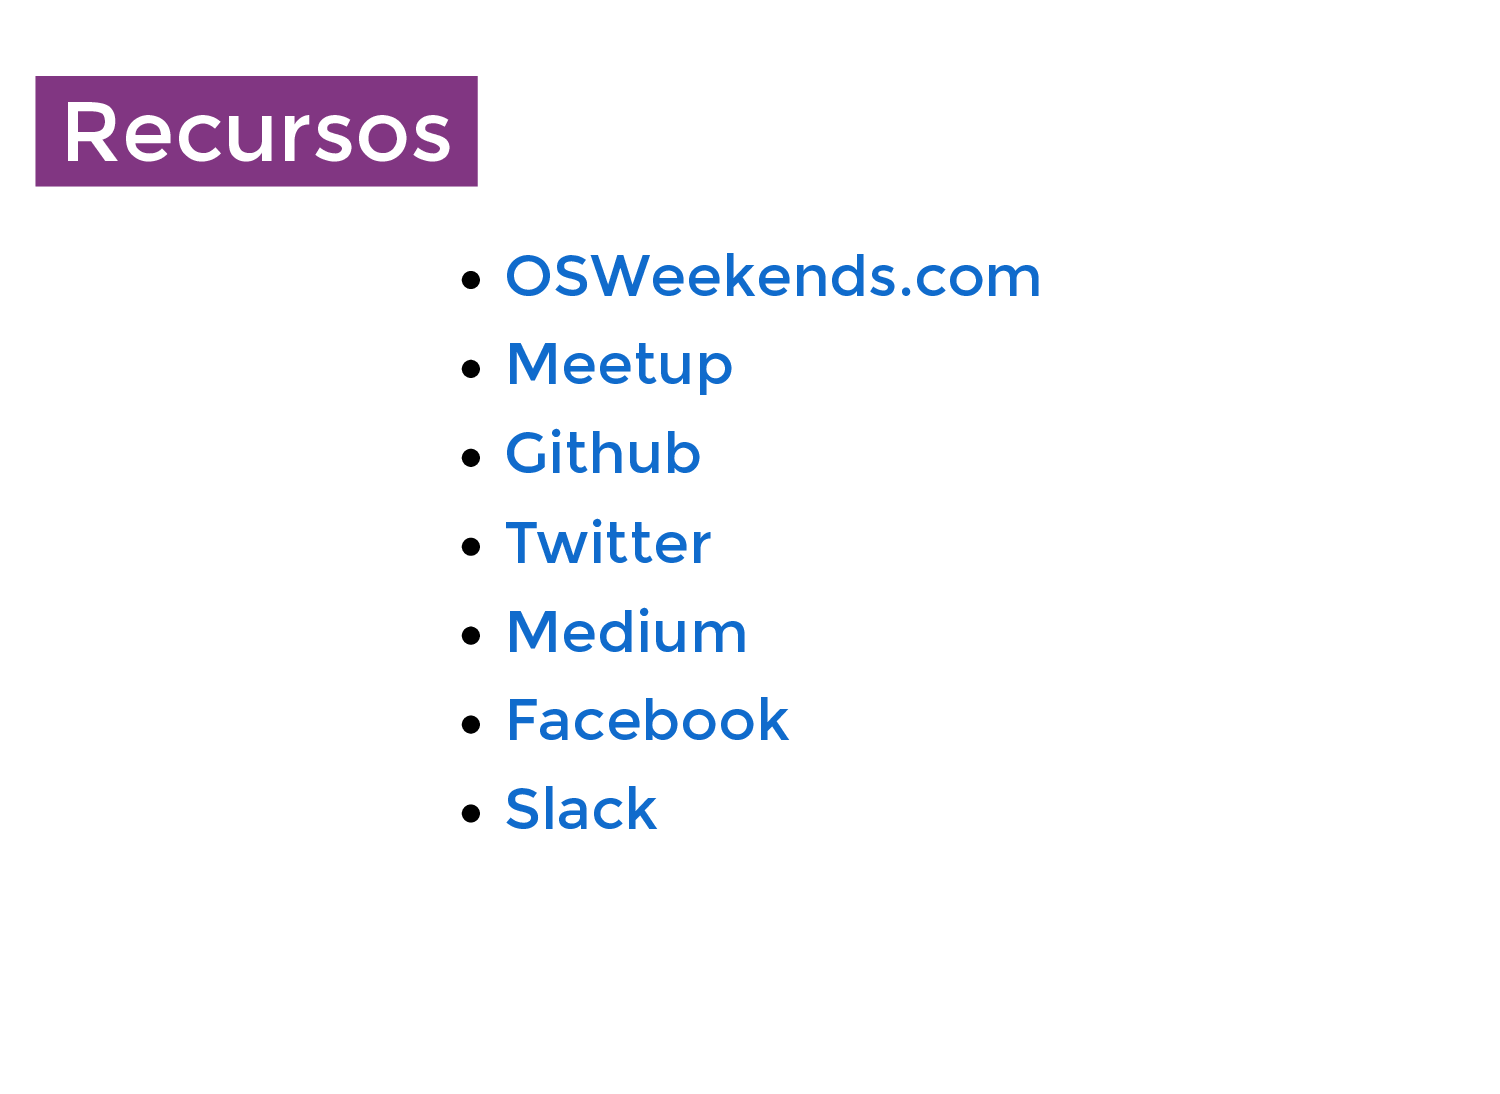 Recursos
• OSWeekends.com
• Meetup
• Github
• Twitter
• Medium
• Facebook
• Slack